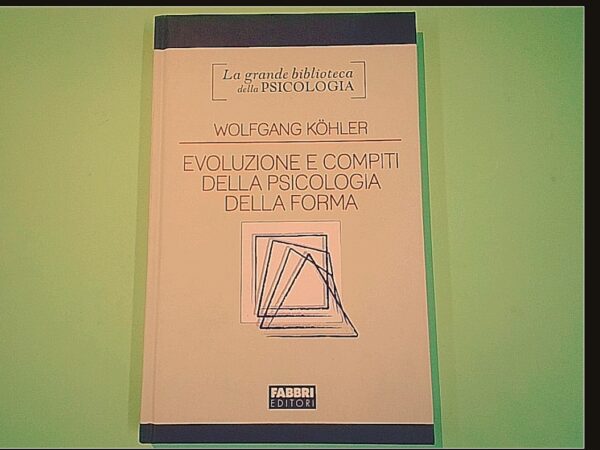 La grande biblioteca
della PSICOLOGIA
WOLFGANG KÖHLER
EVOLUZIONE E COMPITI
DELLA PSICOLOGIA
DELLA FORMA
FABBRI
EDITORI